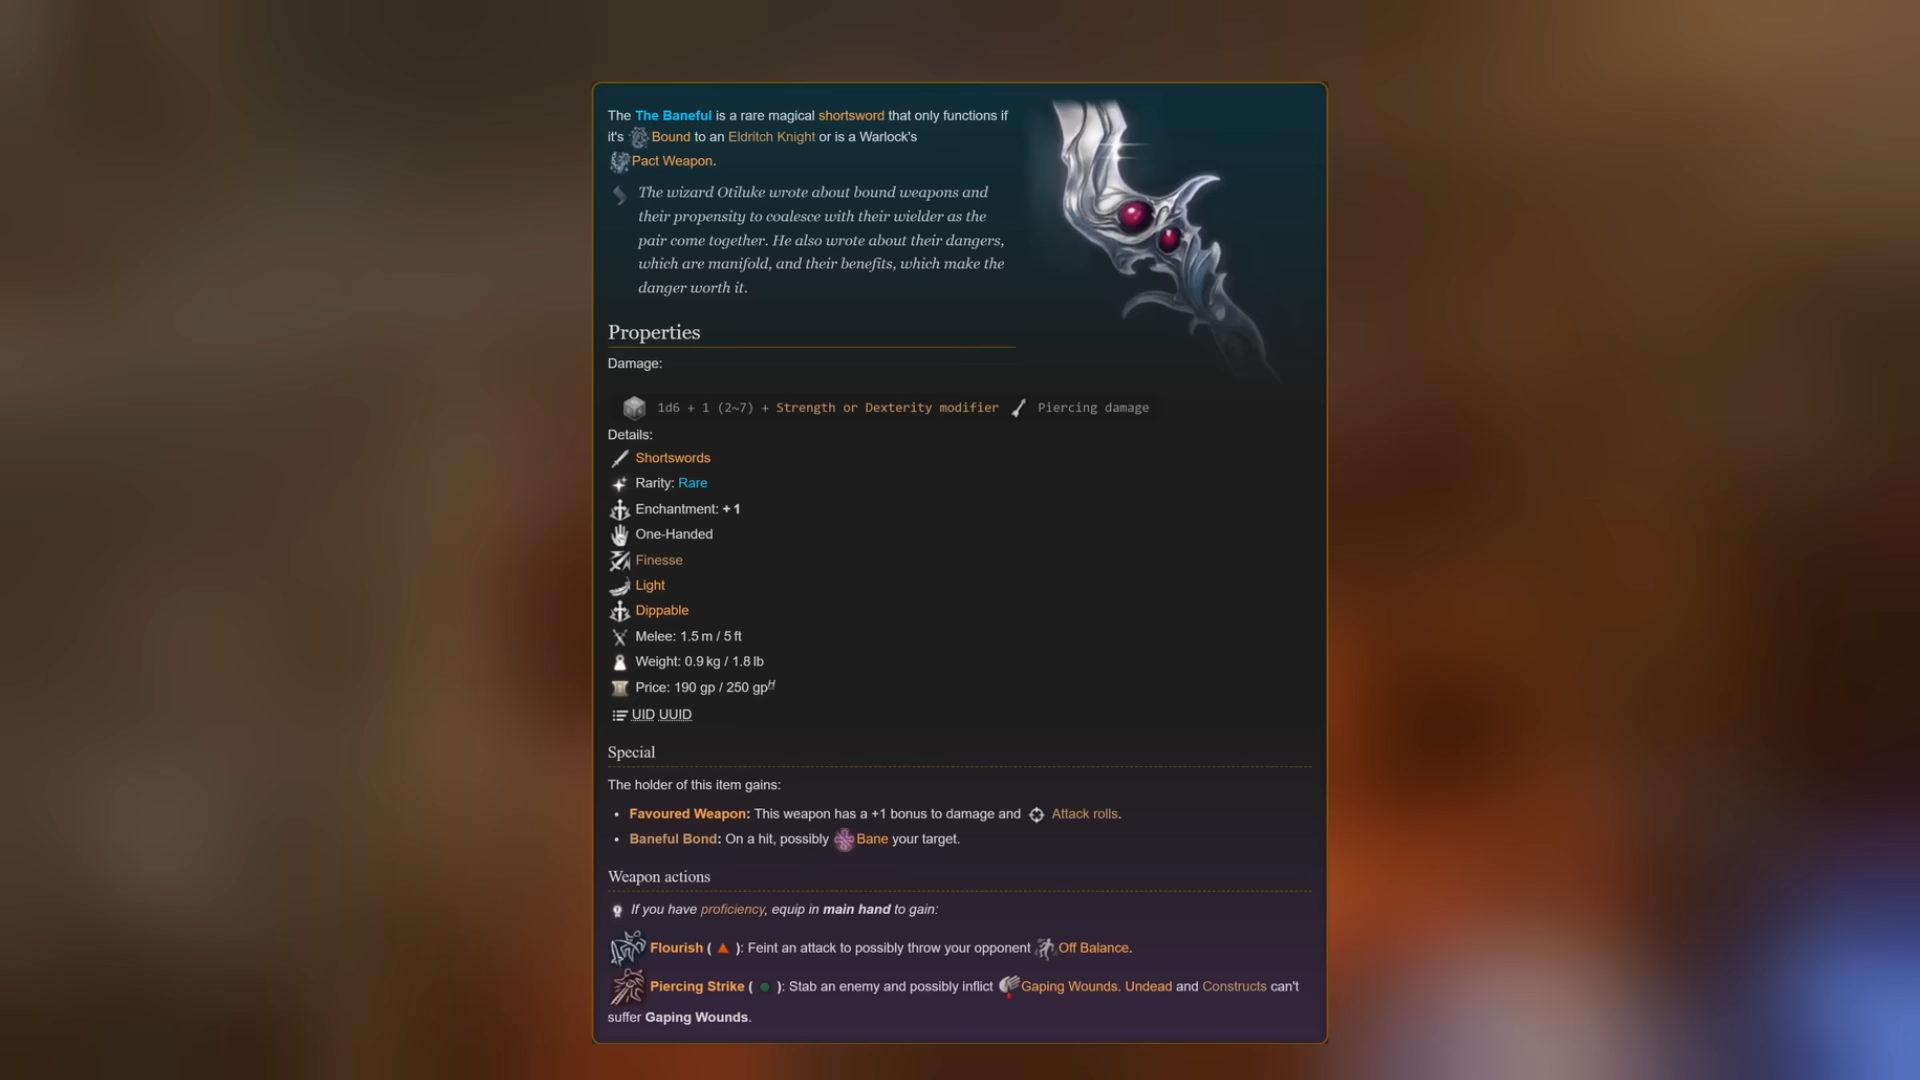 The The Baneful is a rare magical shortsword that only functions if
it's Bound to an Eldritch Knight or is a Warlock's
Pact Weapon.
The wizard Otiluke wrote about bound weapons and
their propensity to coalesce with their wielder as the
pair come together. He also wrote about their dangers,
which are manifold, and their benefits, which make the
danger worth it.
Properties
Damage:
1d6 + 1 (2~7) + Strength or Dexterity modifier Piercing damage
Details:
Shortswords
Rarity: Rare
Enchantment: + 1
One-Handed
Finesse
Light
Dippable
Melee: 1.5 m / 5 ft
Weight: 0.9 kg / 1.8 lb
Price: 190 gp / 250 gpH
UID UUID
Special
The holder of this item gains:
• Favoured Weapon: This weapon has a +1 bonus to damage and Attack rolls.
• Baneful Bond: On a hit, possibly Bane your target.
Weapon actions
If you have proficiency, equip in main hand to gain:
Flourish ( ): Feint an attack to possibly throw your opponent Off Balance.
Piercing Strike ( ): Stab an enemy and possibly inflict Gaping Wounds. Undead and Constructs can't
suffer Gaping Wounds.